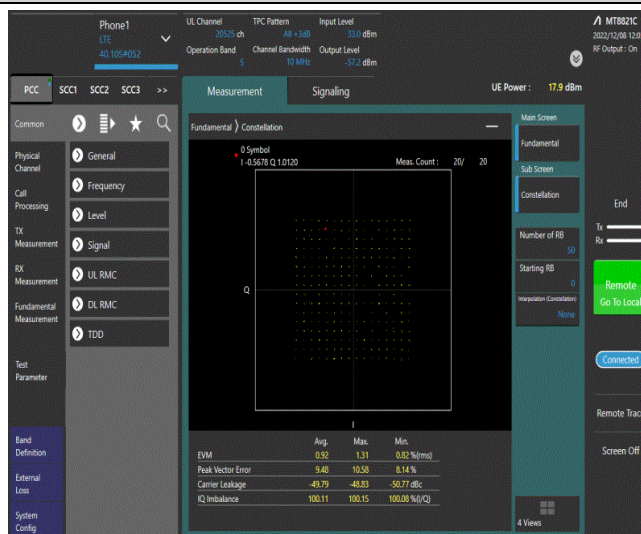 Phone1
LTE
40.10S#052
UL Channel TPC Pattern Input Level
20525 ch All +3dB 33.0 dBm
Operation Band Channel Bandwidth Output Level
5 10 MHz -57.2 dBm
MT8821C
2022/12/08 12:0
RF Output : On
PCC SCC1 SCC2 SCC3 >>
Measurement Signaling
UE Power : 17.9 dBm
Common
Physical
Channel
Call
Processing
TX
Measurement
RX
Measurement
Fundamental
Measurement
Test
Parameter
Band
Definition
External
Loss
System
Config
General
Frequency
Level
Signal
UL RMC
DL RMC
TDD
Fundamental Constellation
0 Symbol
I -0.5678 Q 1.0120 Meas. Count : 20/ 20
Q
I
Avg. Max. Min.
EVM 0.92 1.31 0.82 %(rms)
Peak Vector Error 9.48 10.58 8.14 %
Carrier Leakage -49.79 -48.83 -50.77 dBc
IQ Imbalance 100.11 100.15 100.08 %(I/Q)
Main Screen
Fundamental
Sub Screen
Constellation
Number of RB
50
Starting RB
0
Interpolation (Constellation)
None
4 Views
End
Tx
Rx
Remote
Go To Local
Connected
Remote Trac
Screen Off